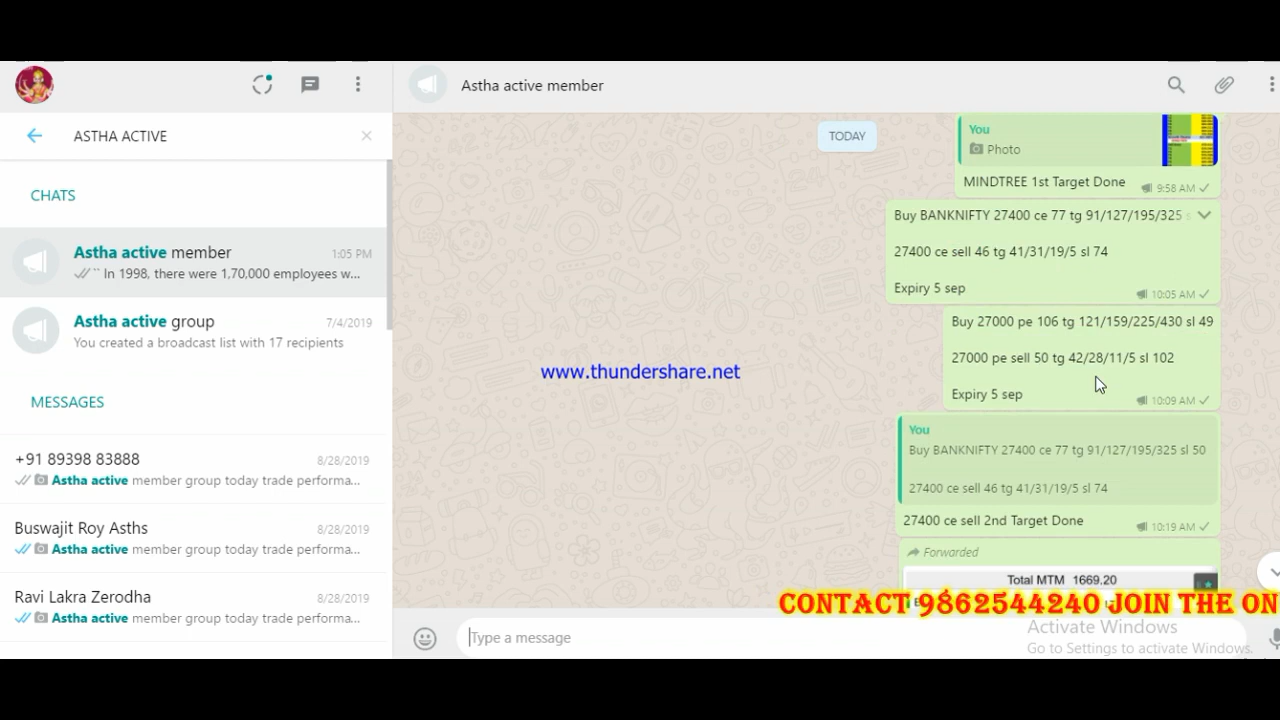 ASTHA ACTIVE
CHATS
Astha active member
1:05 PM
`` In 1998, there were 1,70,000 employees w...
Astha active group
7/4/2019
You created a broadcast list with 17 recipients
MESSAGES
+91 89398 83888
8/28/2019
Astha active member group today trade performa...
Buswajit Roy Asths
8/28/2019
Astha active member group today trade performa...
Ravi Lakra Zerodha
8/28/2019
Astha active member group today trade performa...
Astha active member
TODAY
You
Photo
MINDTREE 1st Target Done
9:58 AM
Buy BANKNIFTY 27400 ce 77 tg 91/127/195/325
27400 ce sell 46 tg 41/31/19/5 sl 74
Expiry 5 sep
10:05 AM
Buy 27000 pe 106 tg 121/159/225/430 sl 49
27000 pe sell 50 tg 42/28/11/5 sl 102
Expiry 5 sep
10:09 AM
You
Buy BANKNIFTY 27400 ce 77 tg 91/127/195/325 sl 50
27400 ce sell 46 tg 41/31/19/5 sl 74
27400 ce sell 2nd Target Done
10:19 AM
Forwarded
Total MTM 1669.20
www.thundershare.net
CONTACT 9862544240 JOIN THE ON
Type a message
Activate Windows
Go to Settings to activate Windows.